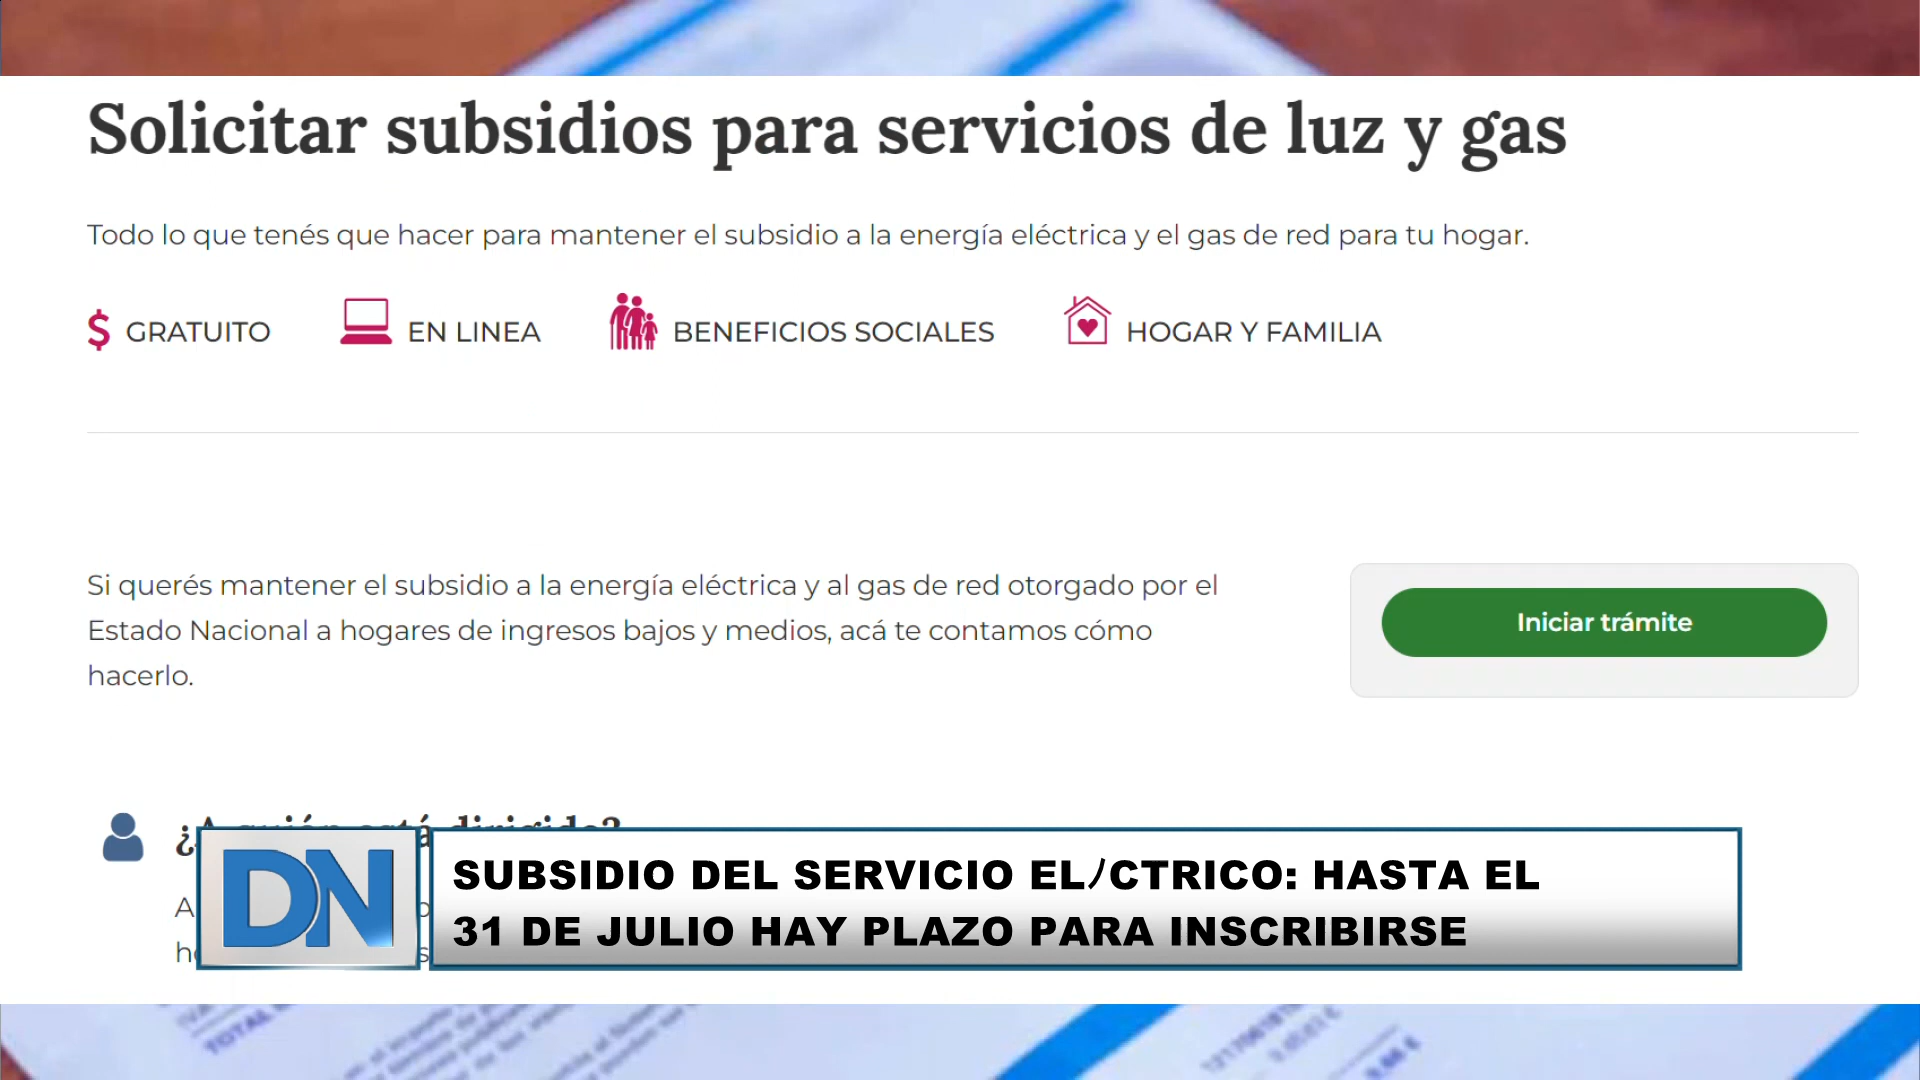 Solicitar subsidios para servicios de luz y gas
Todo lo que tenés que hacer para mantener el subsidio a la energía eléctrica y el gas de red para tu hogar.
$ GRATUITO EN LINEA BENEFICIOS SOCIALES HOGAR Y FAMILIA
Si querés mantener el subsidio a la energía eléctrica y al gas de red otorgado por el
Estado Nacional a hogares de ingresos bajos y medios, acá te contamos cómo
hacerlo.
Iniciar trámite
¿A quién está dirigido?
DN
SUBSIDIO DEL SERVICIO EL/CTRICO: HASTA EL
31 DE JULIO HAY PLAZO PARA INSCRIBIRSE
TOTAL